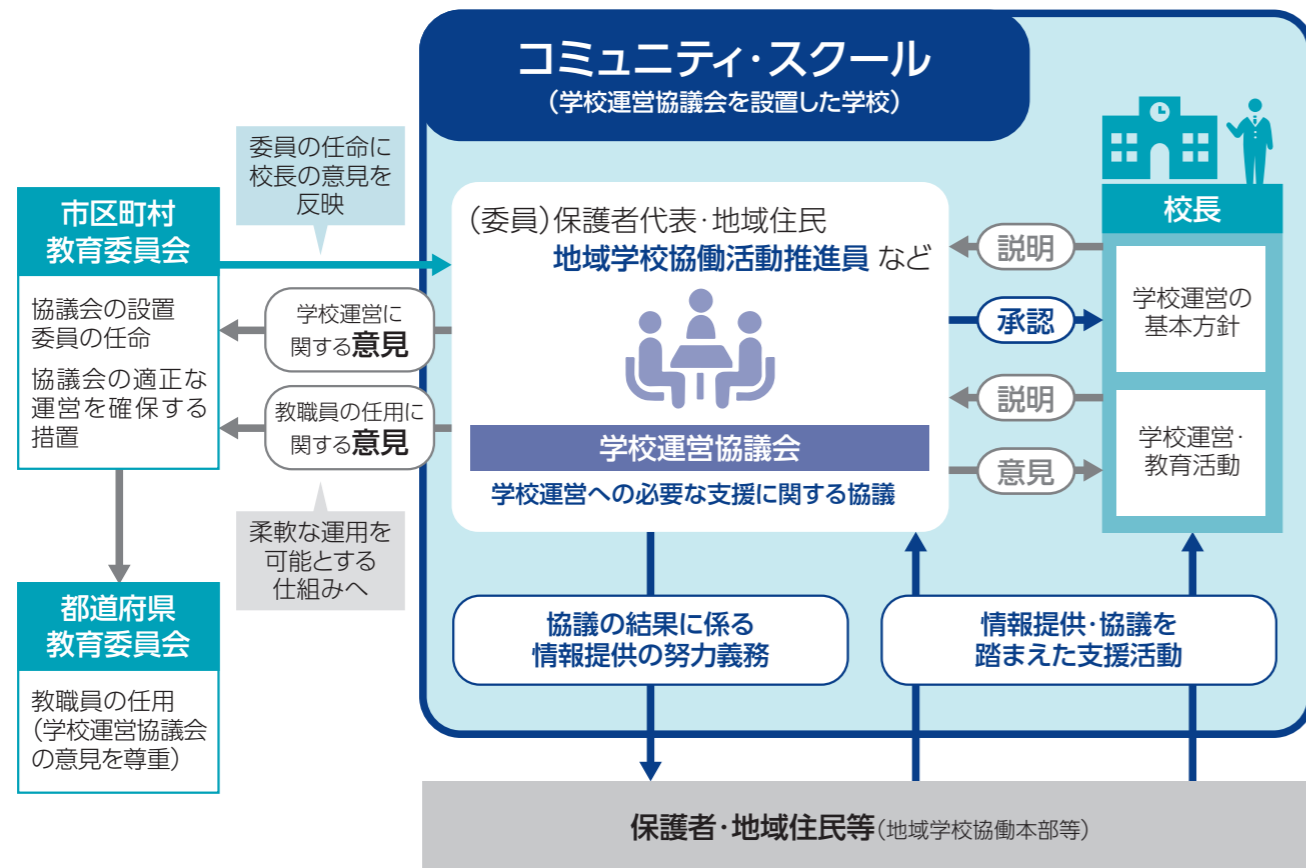 コミュニティ・スクール
（学校運営協議会を設置した学校）
委員の任命に
校長の意見を
反映
市区町村
教育委員会
協議会の設置
委員の任命
協議会の適正な
運営を確保する
措置
学校運営に
関する意見
教職員の任用に
関する意見
柔軟な運用を
可能とする
仕組みへ
都道府県
教育委員会
教職員の任用
（学校運営協議会
の意見を尊重）
（委員）保護者代表・地域住民
地域学校協働活動推進員 など
学校運営協議会
学校運営への必要な支援に関する協議
説明
承認
説明
意見
校長
学校運営の
基本方針
学校運営・
教育活動
協議の結果に係る
情報提供の努力義務
情報提供・協議を
踏まえた支援活動
保護者・地域住民等（地域学校協働本部等）